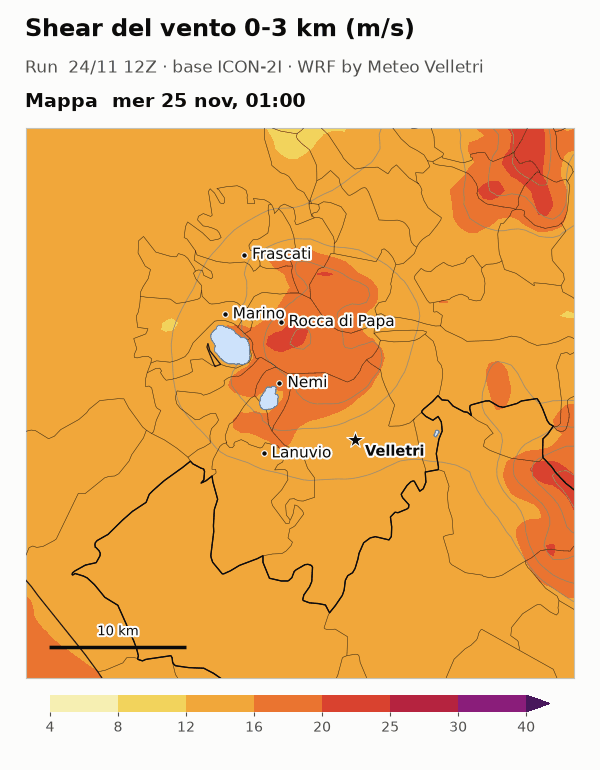 Shear del vento 0-3 km (m/s)
Run  24/11 12Z · base ICON-2I · WRF by Meteo Velletri
Mappa  mer 25 nov, 01:00
Frascati
Marino
Rocca di Papa
Nemi
Velletri
Lanuvio
10 km
4 8 12 16 20 25 30 40